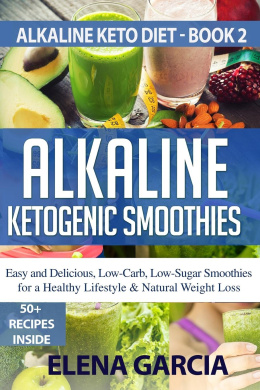 ALKALINE KETO DIET - BOOK 2
ALKALINE
KETOGENIC SMOOTHIES
Easy and Delicious, Low-Carb, Low-Sugar Smoothies
for a Healthy Lifestyle & Natural Weight Loss
50+
RECIPES
INSIDE
ELENA GARCIA